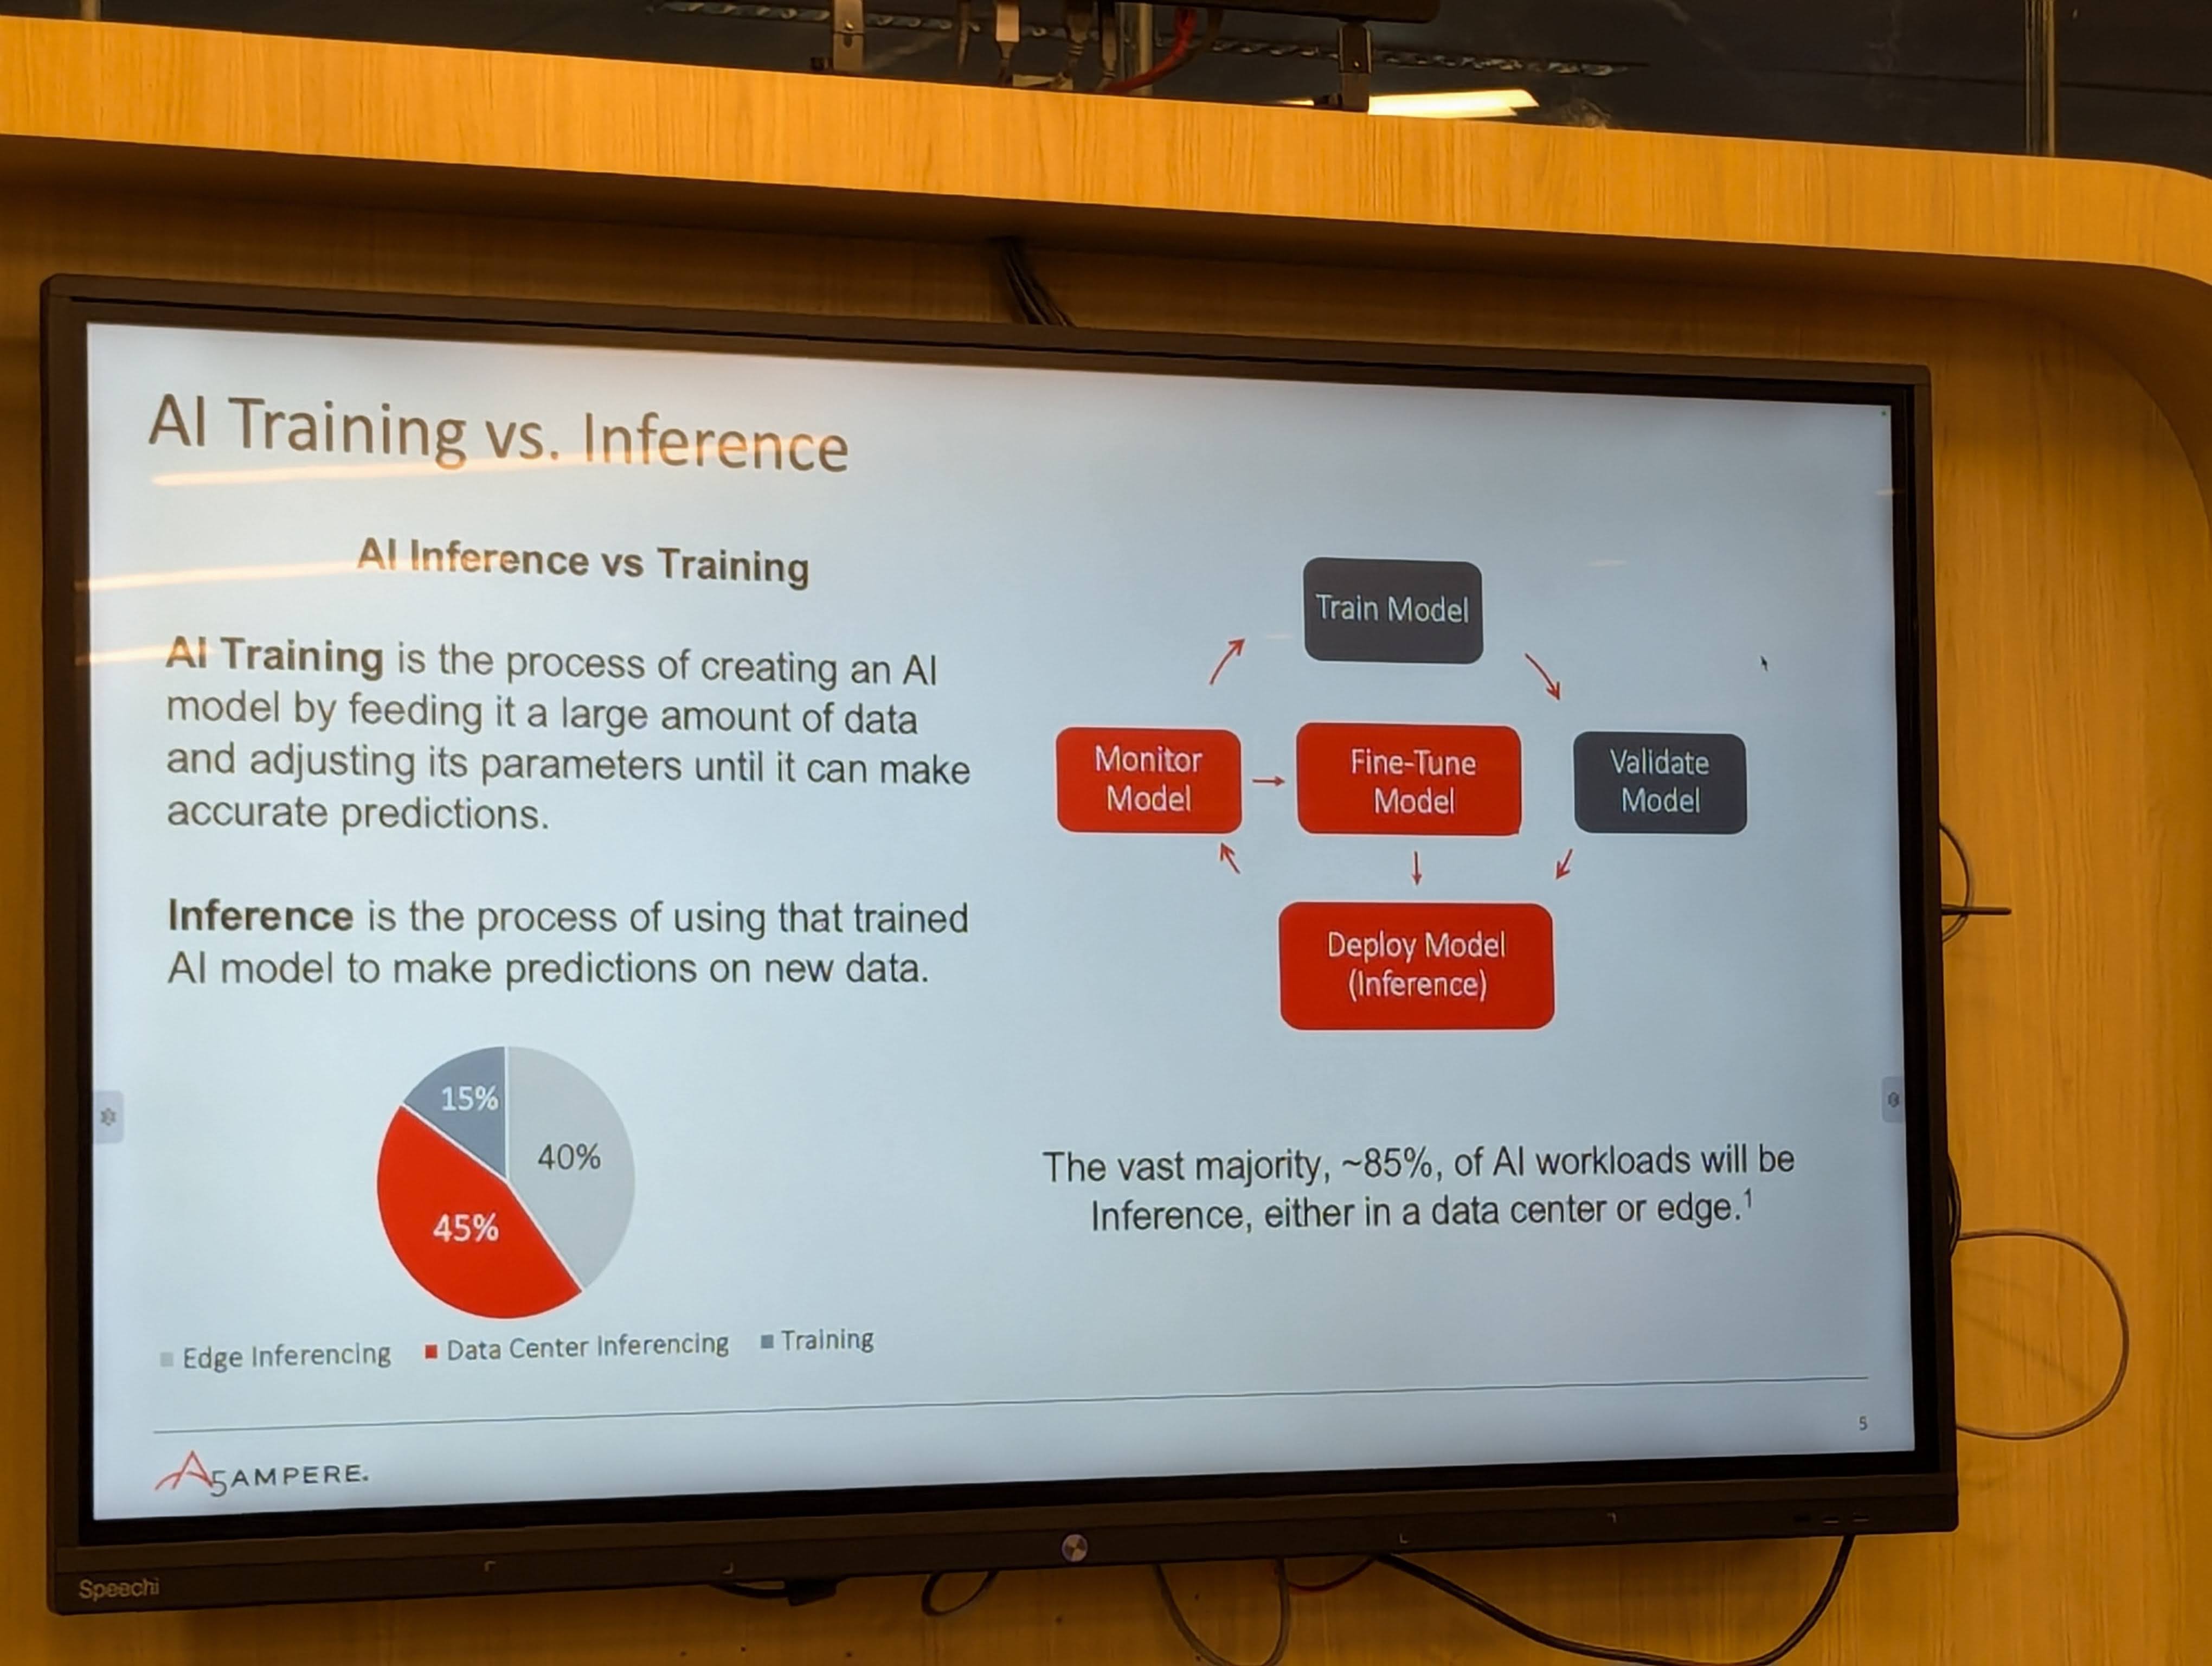 AI Training vs. Inference
AI Inference vs Training
AI Training is the process of creating an AI
model by feeding it a large amount of data
and adjusting its parameters until it can make
accurate predictions.
Inference is the process of using that trained
AI model to make predictions on new data.
15%
40%
45%
Edge Inferencing
Data Center Inferencing
Training
Train Model
Monitor
Model
Fine-Tune
Model
Validate
Model
Deploy Model
(Inference)
The vast majority, ~85%, of AI workloads will be
Inference, either in a data center or edge.¹
5
AMPERE.
5
Speechi